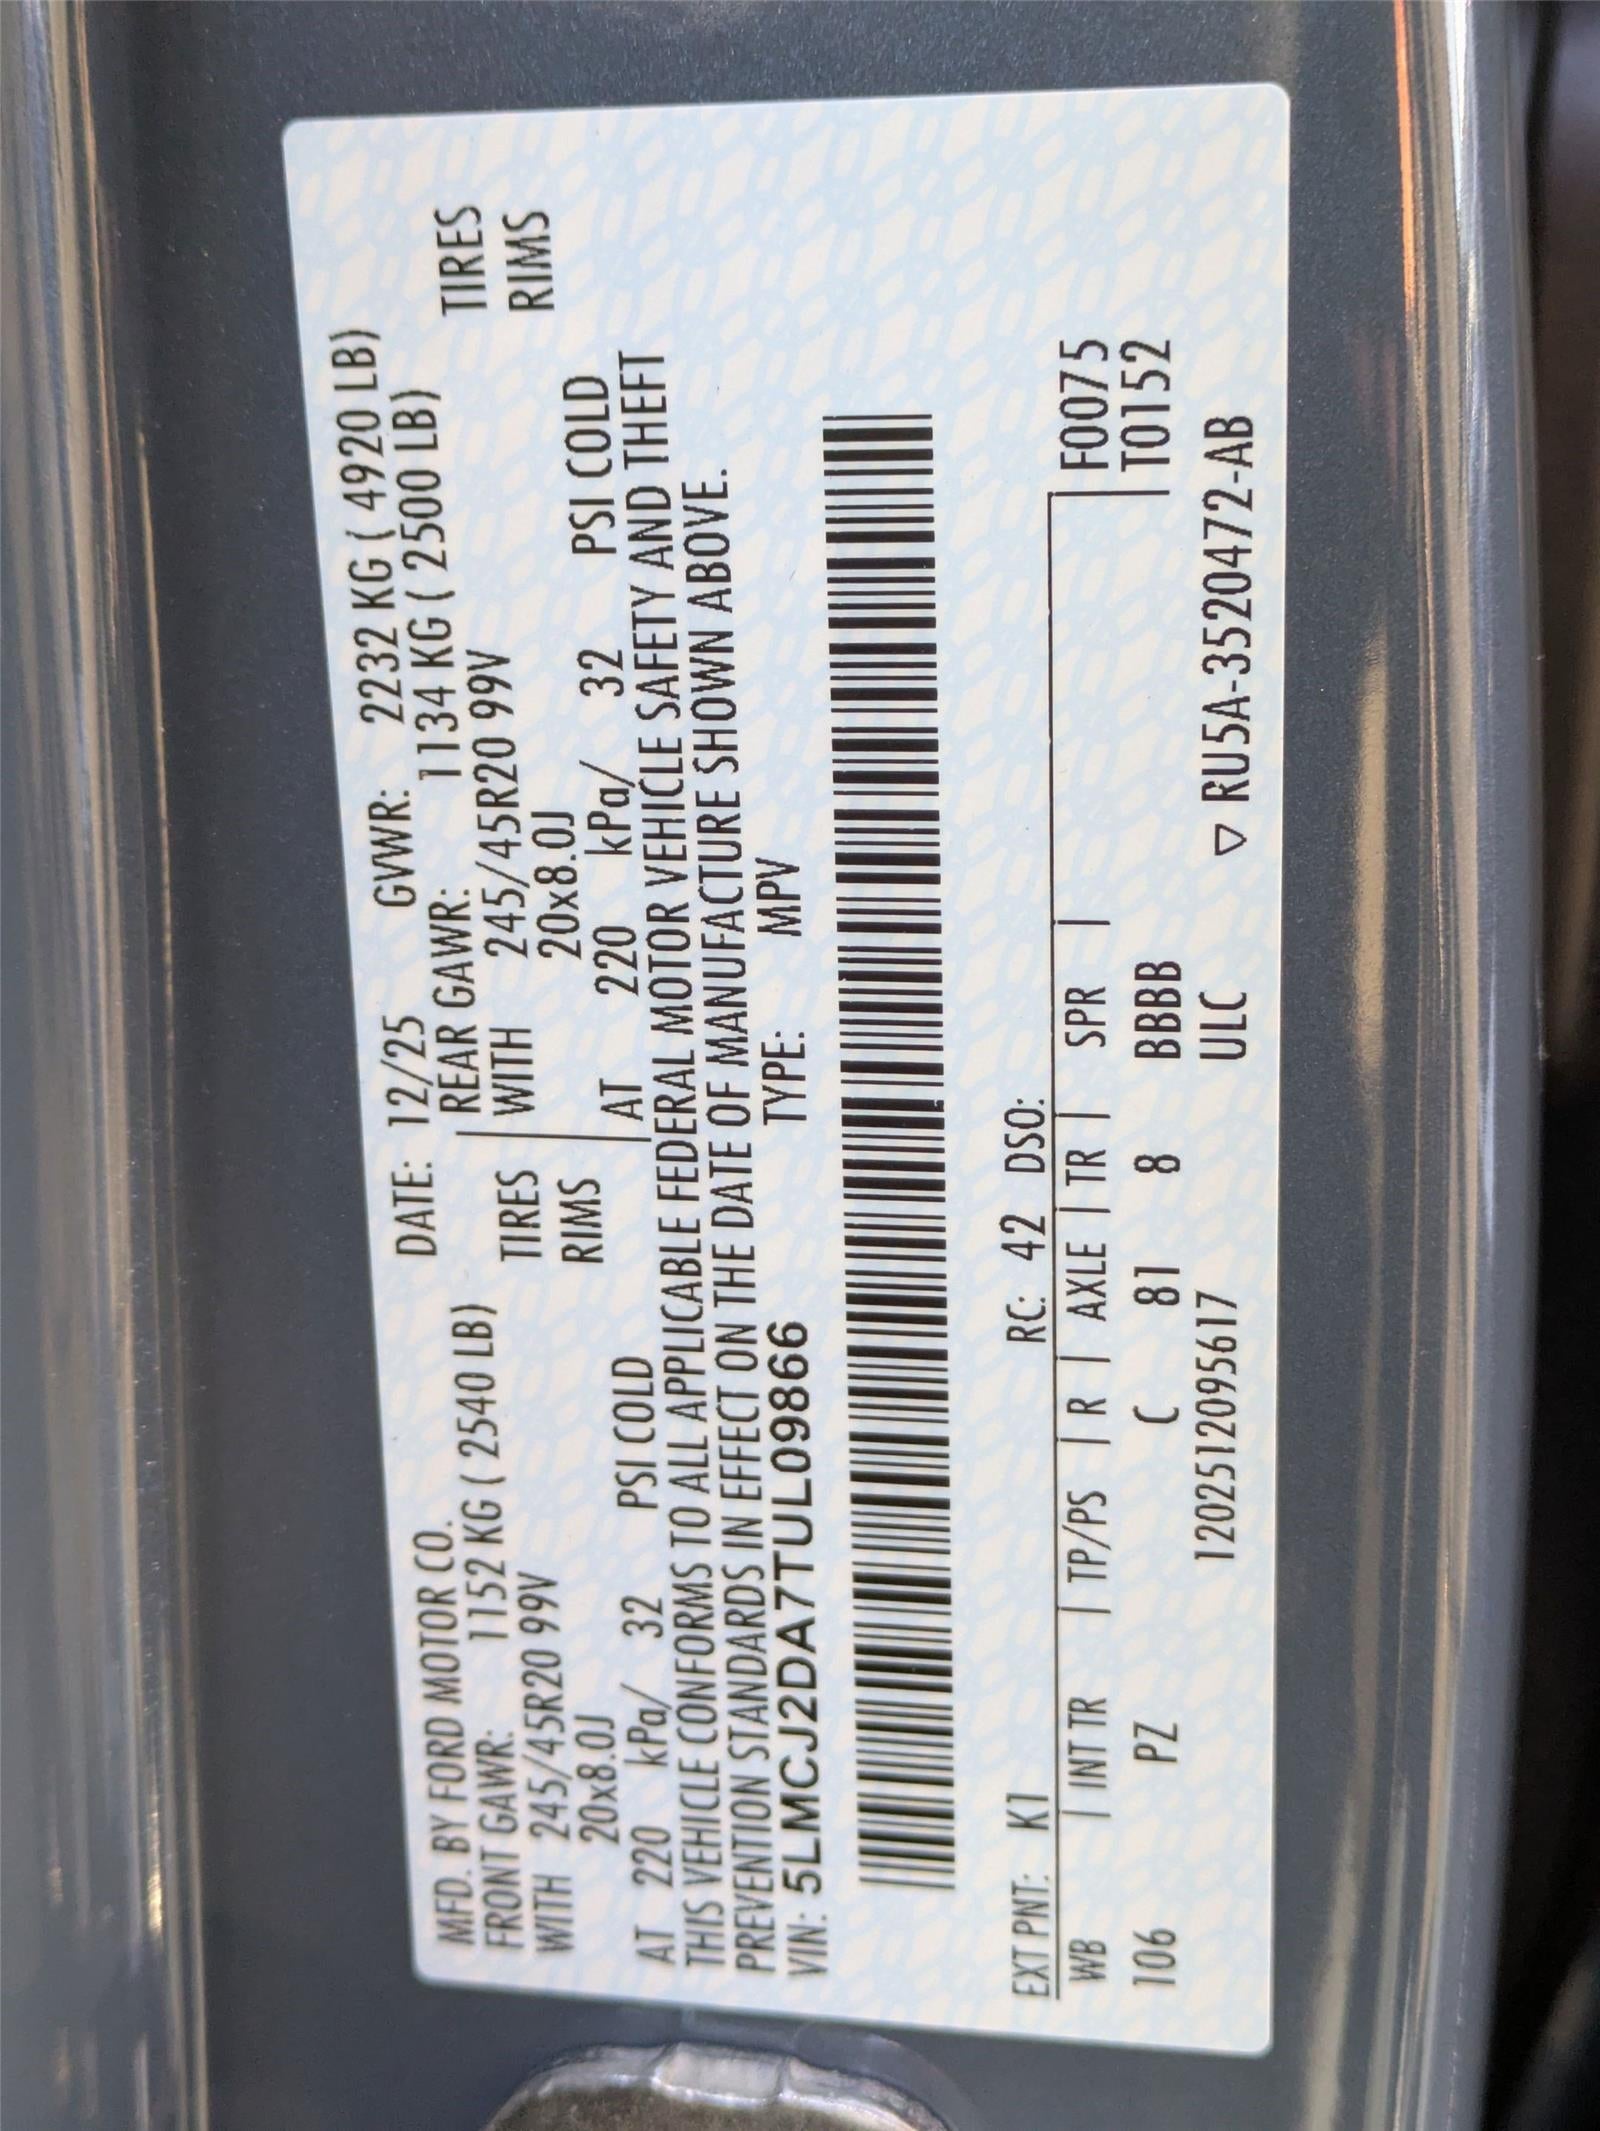 MFD. BY FORD MOTOR CO. DATE: 12/25 GVWR: 2232 KG ( 4920 LB)
FRONT GAWR: 1152 KG ( 2540 LB) REAR GAWR: 1134 KG ( 2500 LB)
WITH 245/45R20 99V TIRES WITH 245/45R20 99V TIRES
20x8.0J RIMS 20x8.0J RIMS
AT 220 kPa/ 32 PSI COLD AT 220 kPa/ 32 PSI COLD
THIS VEHICLE CONFORMS TO ALL APPLICABLE FEDERAL MOTOR VEHICLE SAFETY AND THEFT
PREVENTION STANDARDS IN EFFECT ON THE DATE OF MANUFACTURE SHOWN ABOVE.
VIN: 5LMCJ2DA7TUL09866 TYPE: MPV
EXT PNT: K1 RC: 42 DSO:
WB | INT TR | TP/PS | R | AXLE | TR | SPR | F0075
106 PZ C 81 8 BBBB T0152
1202512095617 ULC ▽ RU5A-3520472-AB